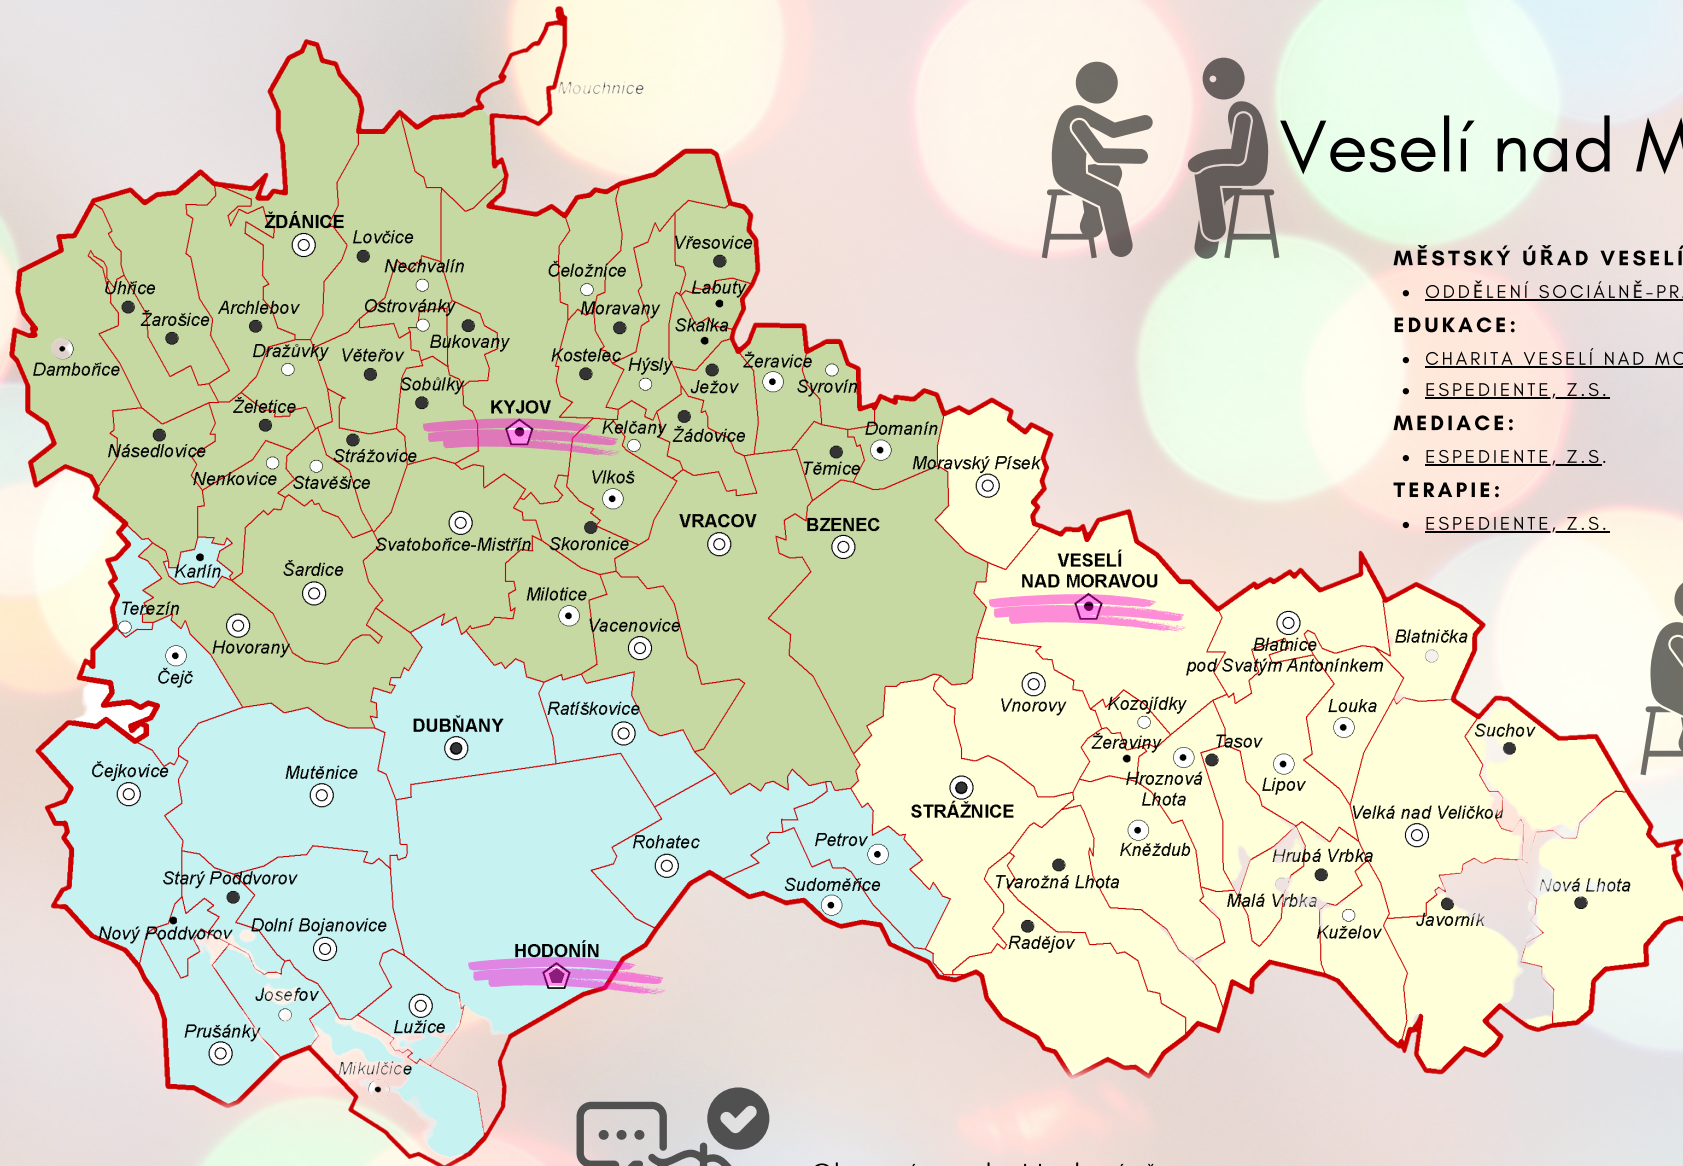 Mouchnice
Veselí nad M
ŽDÁNICE
Lovčice
Vřesovice
MĚSTSKÝ ÚŘAD VESELÍ
Nechvalín
Čeložnice
Uhřice
Labuty
ODDĚLENÍ SOCIÁLNĚ-PR
Archlebov
Ostrovánky
Moravany
Žarošice
Skalka
EDUKACE:
Bukovany
Dražůvky
Věteřov
Kostelec
Hýsly
Žeravice
CHARITA VESELÍ NAD MO
Dambořice
Sobůlky
Ježov
Syrovín
ESPEDIENTE, Z.S.
Želetice
KYJOV
Kelčany
Žádovice
Domanín
MEDIACE:
Násedlovice
Strážovice
Těmice
Moravský Písek
ESPEDIENTE, Z.S.
Nenkovice
Stavěšice
Vlkoš
TERAPIE:
VRACOV
BZENEC
ESPEDIENTE, Z.S.
Svatobořice-Mistřín
Skoronice
Karlín
Šardice
VESELÍ
NAD MORAVOU
Terezín
Milotice
Vacenovice
Hovorany
Blatnice
pod Svatým Antonínkem
Blatnička
Čejč
Vnorovy
Kozojídky
Louka
DUBŇANY
Ratíškovice
Žeraviny
Tasov
Suchov
Čejkovice
Mutěnice
Hroznová
Lhota
Lipov
STRÁŽNICE
Velká nad Veličkou
Rohatec
Petrov
Kněždub
Hrubá Vrbka
Starý Poddvorov
Sudoměřice
Tvarožná Lhota
Malá Vrbka
Nová Lhota
Nový Poddvorov
Dolní Bojanovice
Radějov
Kuželov
Javorník
HODONÍN
Josefov
Prušánky
Lužice
Mikulčice